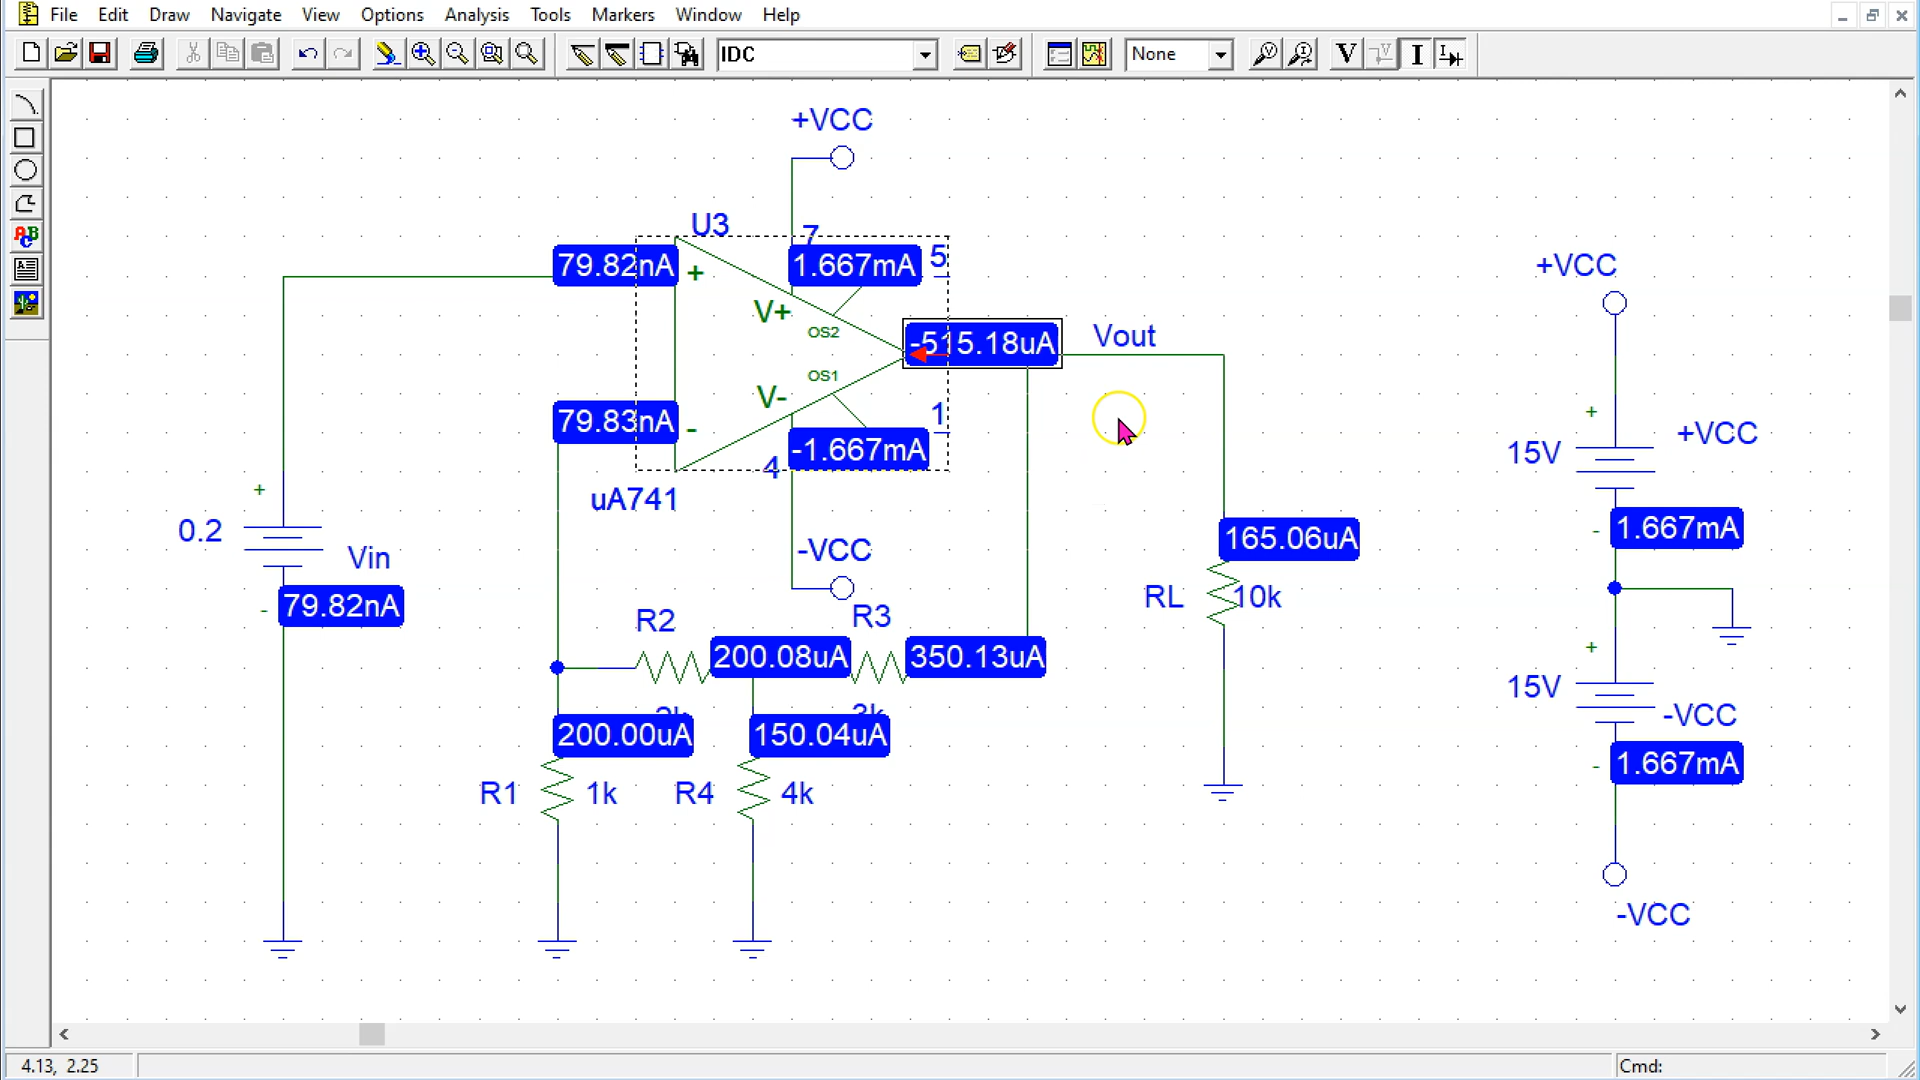 File Edit Draw Navigate View Options Analysis Tools Markers Window Help
IDC None V I
+VCC
U3
7
79.82nA + 1.667mA 5
+VCC
V+
OS2
-515.18uA Vout
OS1
V-
79.83nA - 1
4 -1.667mA
uA741
+
15V +VCC
+
0.2 Vin
-VCC
- 1.667mA
- 79.82nA
165.06uA
RL 10k
R2 R3
200.08uA 350.13uA
+
15V -VCC
200.00uA 150.04uA
- 1.667mA
R1 1k R4 4k
-VCC
4.13, 2.25 Cmd: